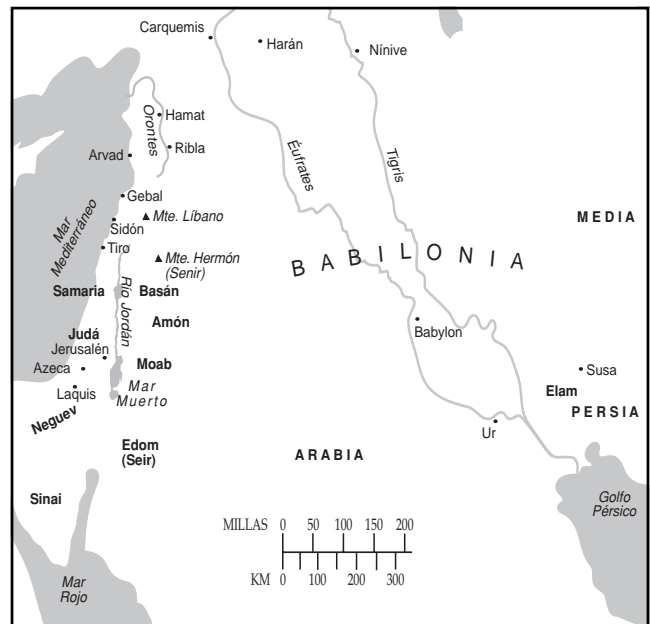 Carquemis
Harán
Nínive
Hamat
Orontes
Ribla
Arvad
Éufrates
Tigris
Gebal
Mte. Líbano
MEDIA
Mar
Mediterráneo
Sidón
Tiro
Mte. Hermón
(Senir)
BABILONIA
Samaria
Basán
Río Jordán
Amón
Judá
Jerusalén
Babylon
Azeca
Moab
Susa
Laquis
Mar
Muerto
Elam
PERSIA
Neguev
Ur
Edom
(Seir)
ARABIA
Sinai
Golfo
Pérsico
MILLAS 0 50 100 150 200
KM 0 100 200 300
Mar
Rojo